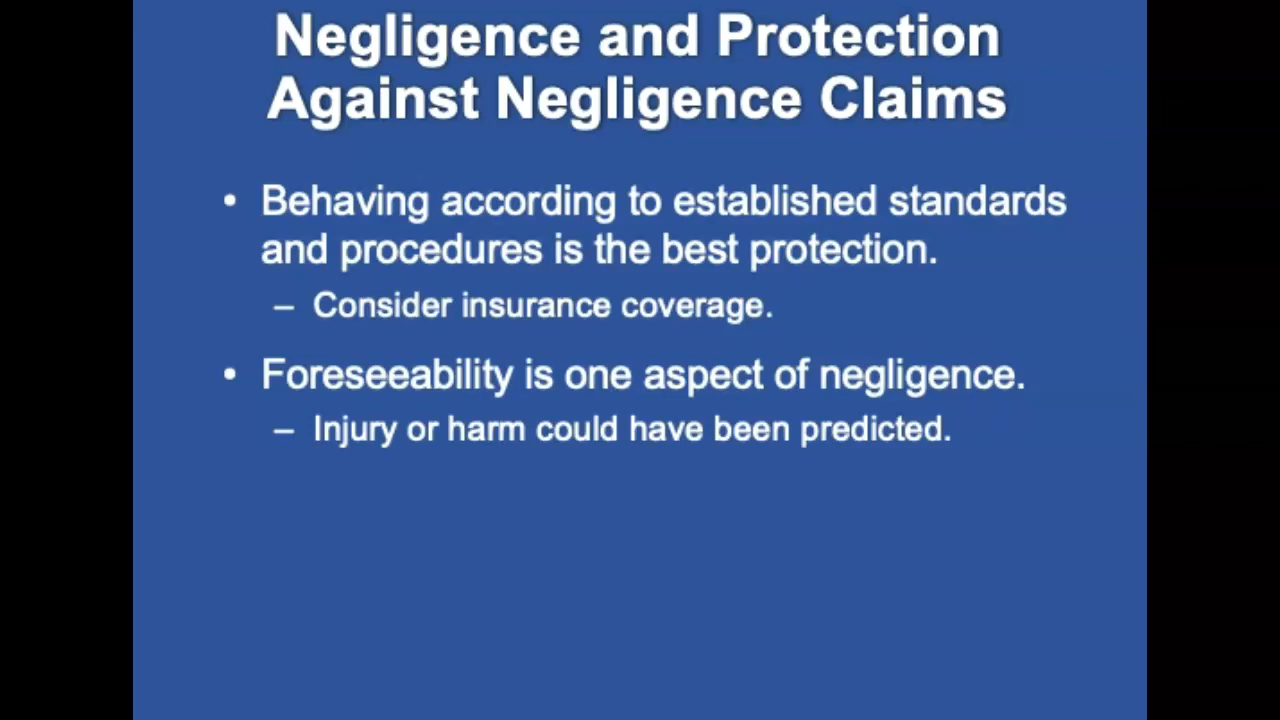 Negligence and Protection
Against Negligence Claims
• Behaving according to established standards
and procedures is the best protection.
– Consider insurance coverage.
• Foreseeability is one aspect of negligence.
– Injury or harm could have been predicted.